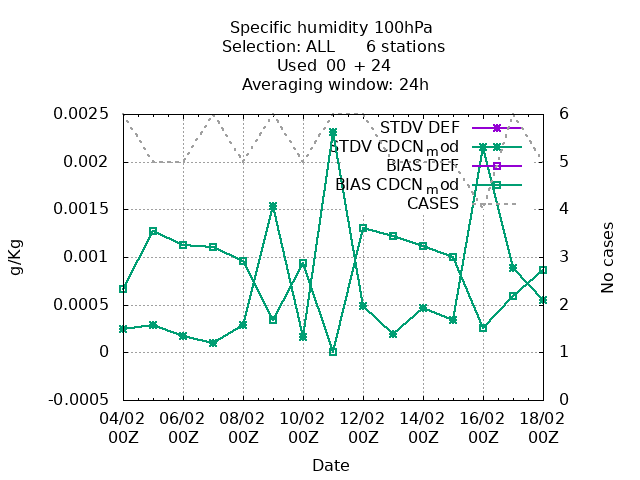 Specific humidity 100hPa
Selection: ALL 6 stations
Used 00 + 24
Averaging window: 24h
0.0025
0.002
0.0015
0.001
0.0005
0
-0.0005
g/Kg
STDV DEF
STDV CDCNmod
BIAS DEF
BIAS CDCNmod
CASES
6
5
4
3
2
1
0
No cases
04/02 06/02 08/02 10/02 12/02 14/02 16/02 18/02
00Z 00Z 00Z 00Z 00Z 00Z 00Z 00Z
Date